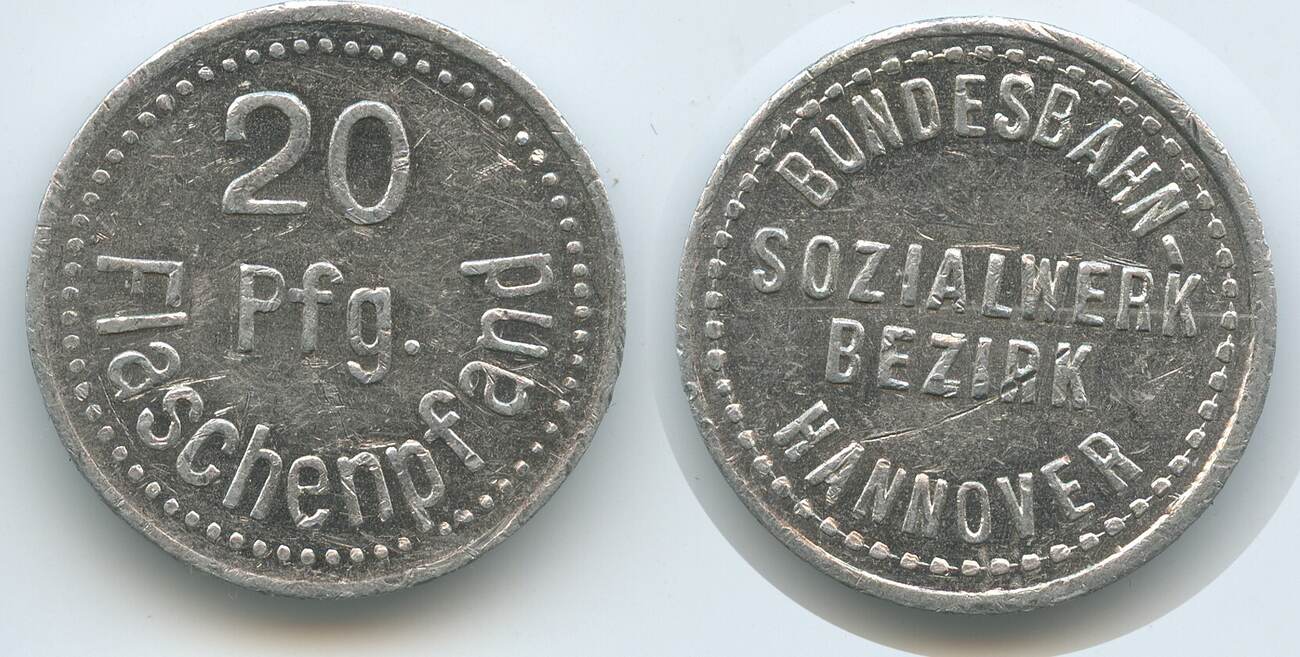 20
Pfg.
Flaschenpfand
BUNDESBAHN-
SOZIALWERK
BEZIRK
HANNOVER